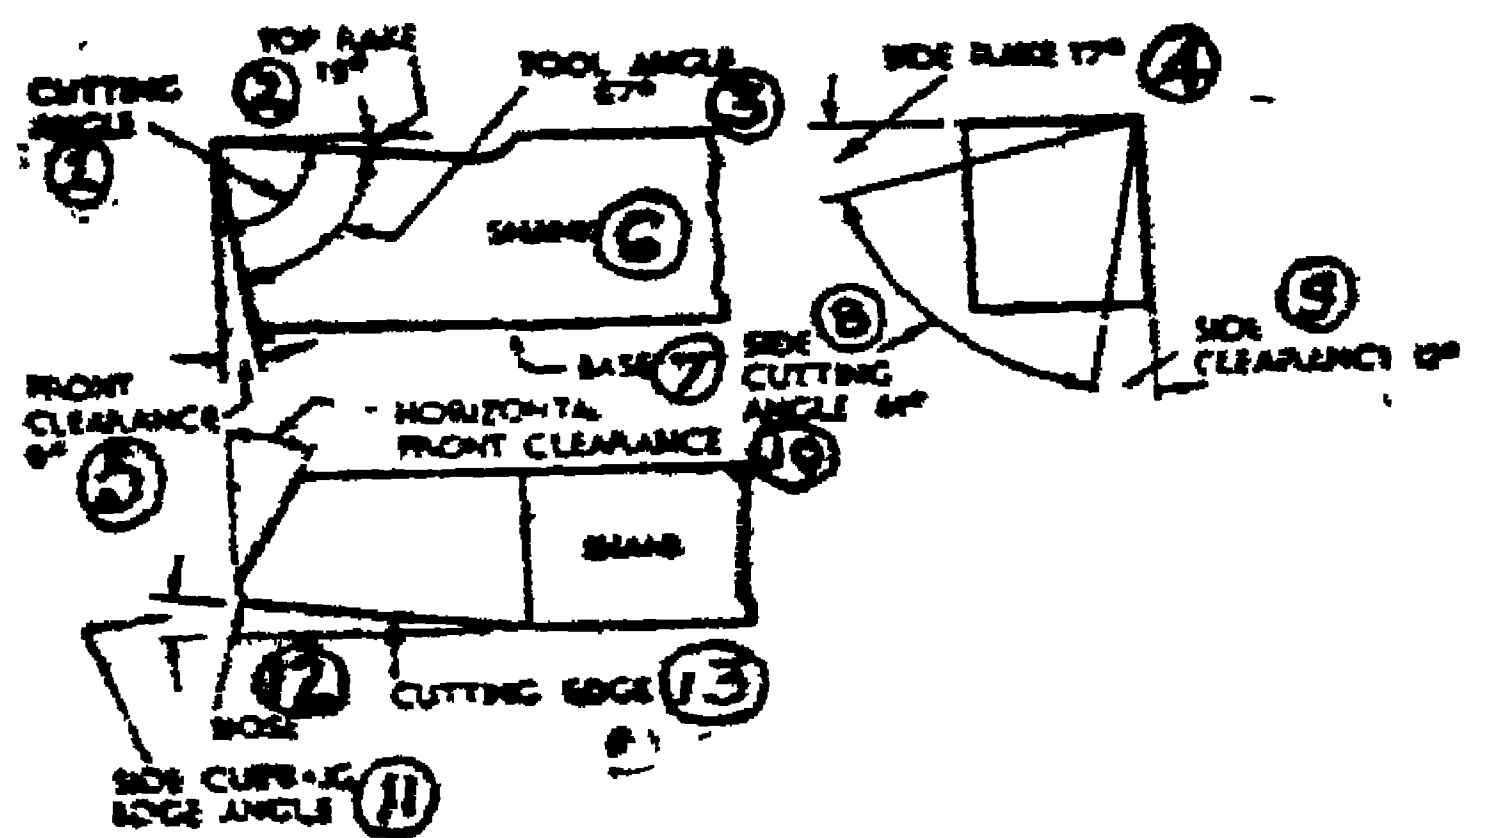 TOP RAKE
2
CUTTING
ANGLE
1
TOOL ANGLE
67°
3
SIDE RAKE 17°
4
SHANK
6
9
SIDE
CLEARANCE 12°
8
SIDE
CUTTING
ANGLE
BASE
7
FRONT
CLEARANCE
5
HORIZONTAL
FRONT CLEARANCE
10
SHANK
12
NOSE
CUTTING EDGE
13
SIDE CUTTING
EDGE ANGLE
11